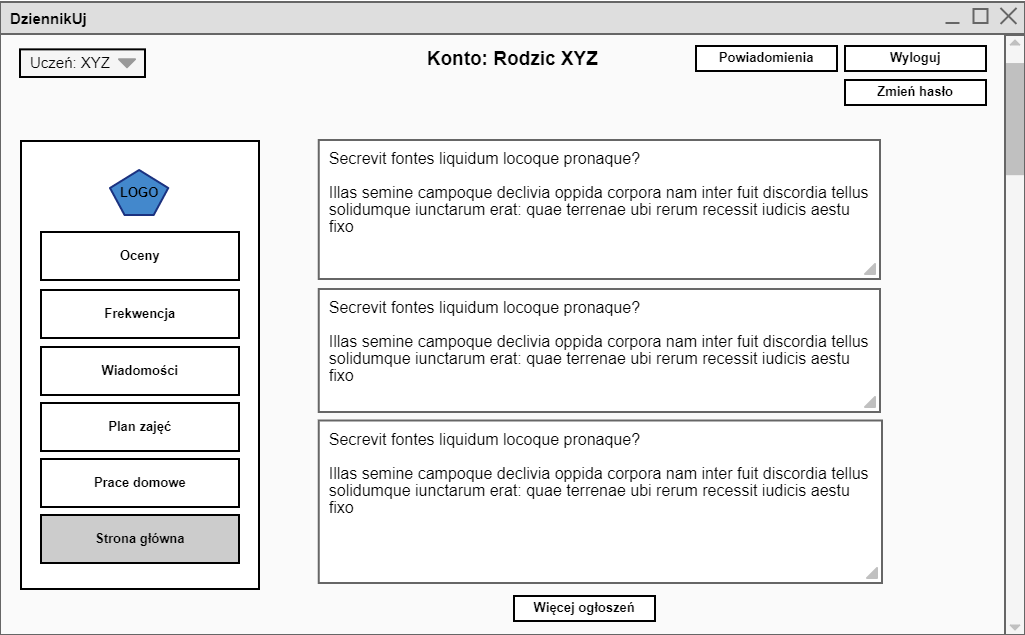 DziennikUj
Uczeń: XYZ
Konto: Rodzic XYZ
Powiadomienia
Wyloguj
Zmień hasło
LOGO
Oceny
Frekwencja
Wiadomości
Plan zajęć
Prace domowe
Strona główna
Secrevit fontes liquidum locoque pronaque?
Illas semine campoque declivia oppida corpora nam inter fuit discordia tellus
solidumque iunctarum erat: quae terrenae ubi rerum recessit iudicis aestu
fixo
Secrevit fontes liquidum locoque pronaque?
Illas semine campoque declivia oppida corpora nam inter fuit discordia tellus
solidumque iunctarum erat: quae terrenae ubi rerum recessit iudicis aestu
fixo
Secrevit fontes liquidum locoque pronaque?
Illas semine campoque declivia oppida corpora nam inter fuit discordia tellus
solidumque iunctarum erat: quae terrenae ubi rerum recessit iudicis aestu
fixo
Więcej ogłoszeń